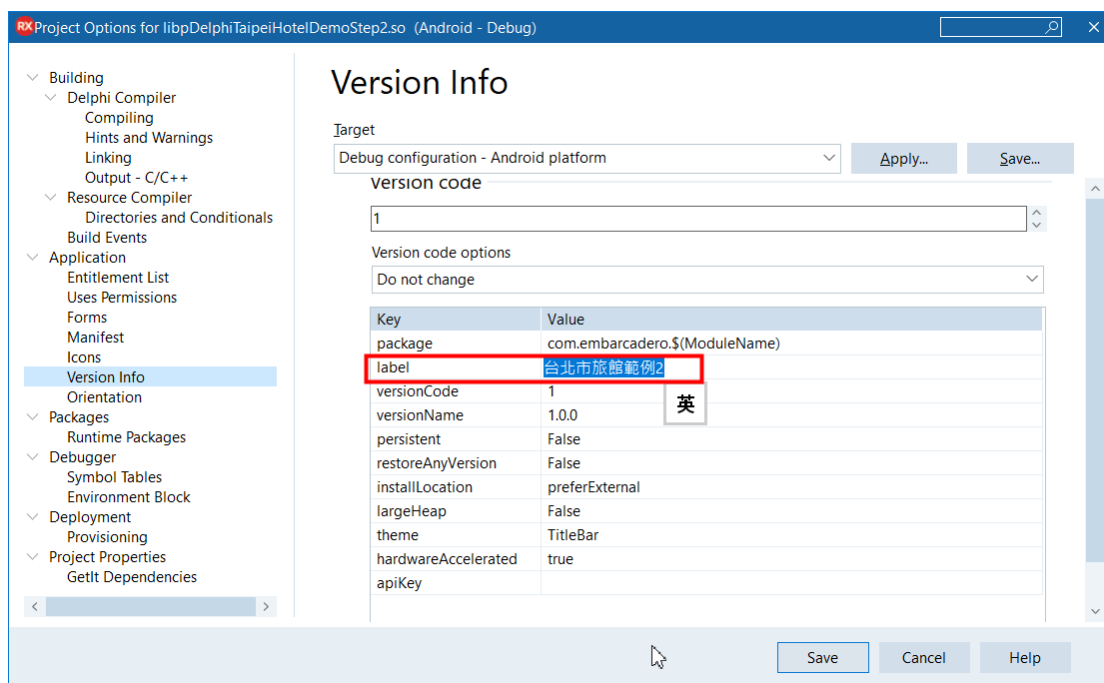 RX Project Options for libpDelphiTaipeiHotelDemoStep2.so (Android - Debug)
Building
Delphi Compiler
Compiling
Hints and Warnings
Linking
Output - C/C++
Resource Compiler
Directories and Conditionals
Build Events
Application
Entitlement List
Uses Permissions
Forms
Manifest
Icons
Version Info
Orientation
Packages
Runtime Packages
Debugger
Symbol Tables
Environment Block
Deployment
Provisioning
Project Properties
GetIt Dependencies
Version Info
Target
Debug configuration - Android platform
Apply...
Save...
Version code
1
Version code options
Do not change
Key Value
package com.embarcadero.$(ModuleName)
label 台北市旅館範例2
versionCode 1
英
versionName 1.0.0
persistent False
restoreAnyVersion False
installLocation preferExternal
largeHeap False
theme TitleBar
hardwareAccelerated true
apiKey
Save
Cancel
Help